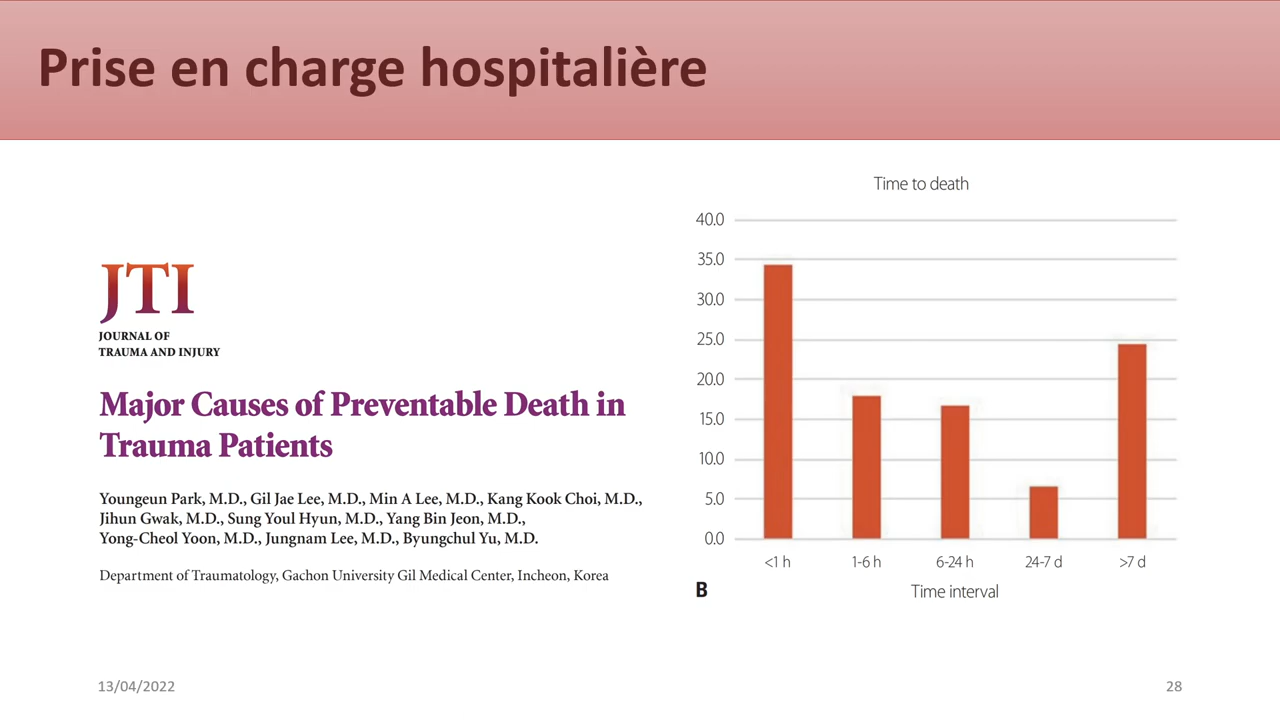 Prise en charge hospitalière
JTI
JOURNAL OF
TRAUMA AND INJURY
Major Causes of Preventable Death in
Trauma Patients
Youngeun Park, M.D., Gil Jae Lee, M.D., Min A Lee, M.D., Kang Kook Choi, M.D.,
Jihun Gwak, M.D., Sung Youl Hyun, M.D., Yang Bin Jeon, M.D.,
Yong-Cheol Yoon, M.D., Jungnam Lee, M.D., Byungchul Yu, M.D.
Department of Traumatology, Gachon University Gil Medical Center, Incheon, Korea
Time to death
40.0
35.0
30.0
25.0
20.0
15.0
10.0
5.0
0.0
<1 h 1-6 h 6-24 h 24-7 d >7 d
B Time interval
13/04/2022
28